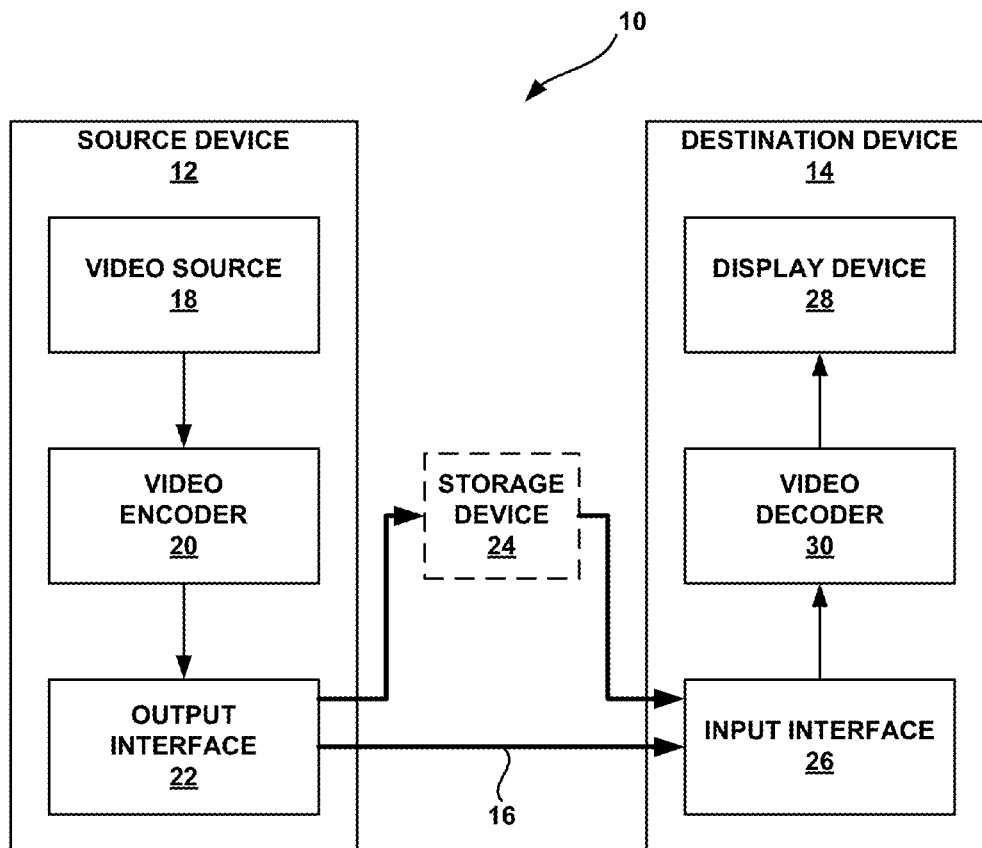 10
SOURCE DEVICE
12
VIDEO SOURCE
18
VIDEO
ENCODER
20
OUTPUT
INTERFACE
22
STORAGE
DEVICE
24
16
DESTINATION DEVICE
14
DISPLAY DEVICE
28
VIDEO
DECODER
30
INPUT INTERFACE
26